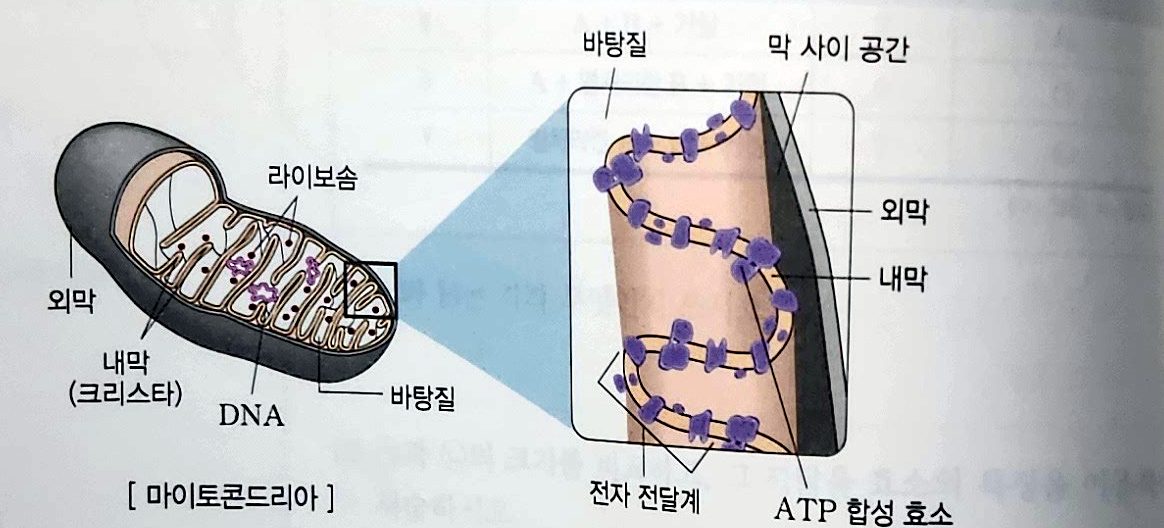 바탕질
막 사이 공간
라이보솜
외막
내막
외막
내막
(크리스타)
DNA
바탕질
전자 전달계
ATP 합성 효소
[ 마이토콘드리아 ]